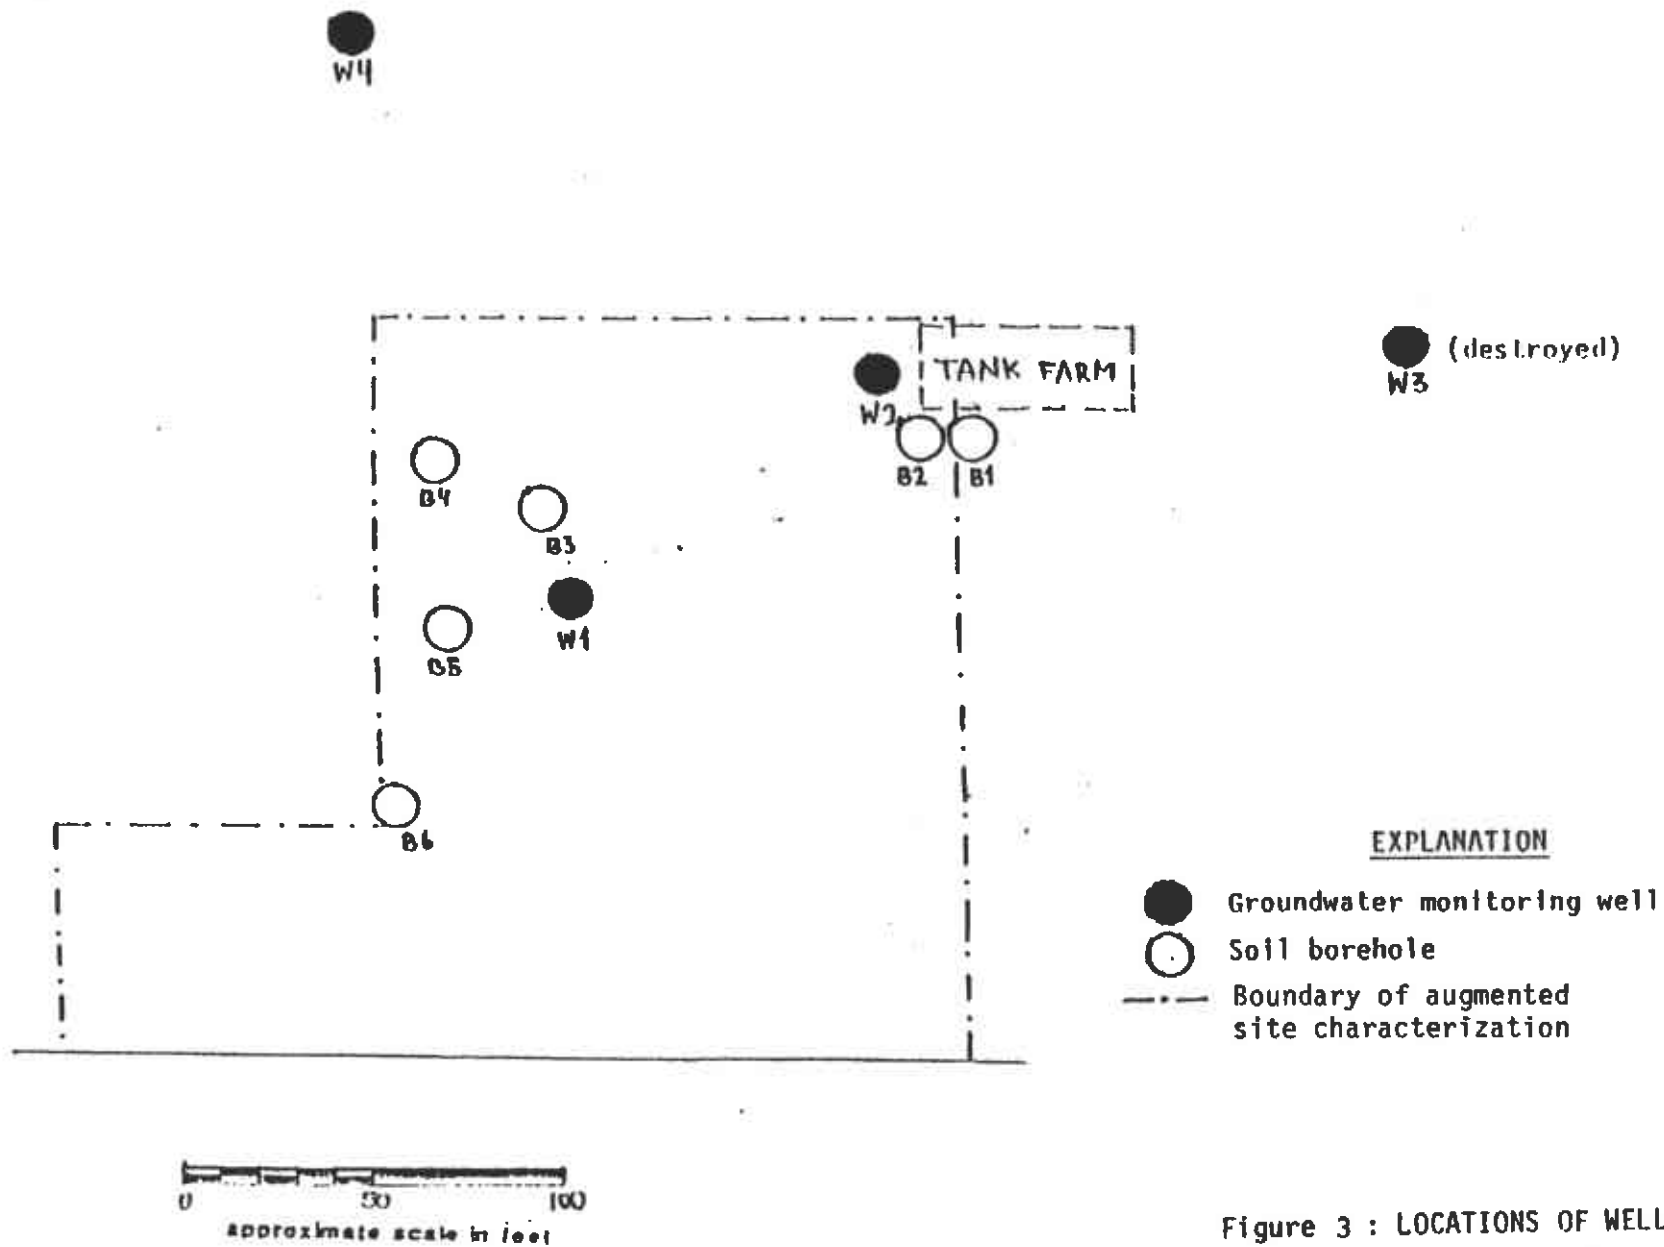 W4
TANK FARM
(destroyed)
W3
W2
B2
B1
B4
B3
W1
B5
B6
EXPLANATION
Groundwater monitoring well
Soil borehole
Boundary of augmented
site characterization
0 50 100
approximate scale in feet
Figure 3 : LOCATIONS OF WELL